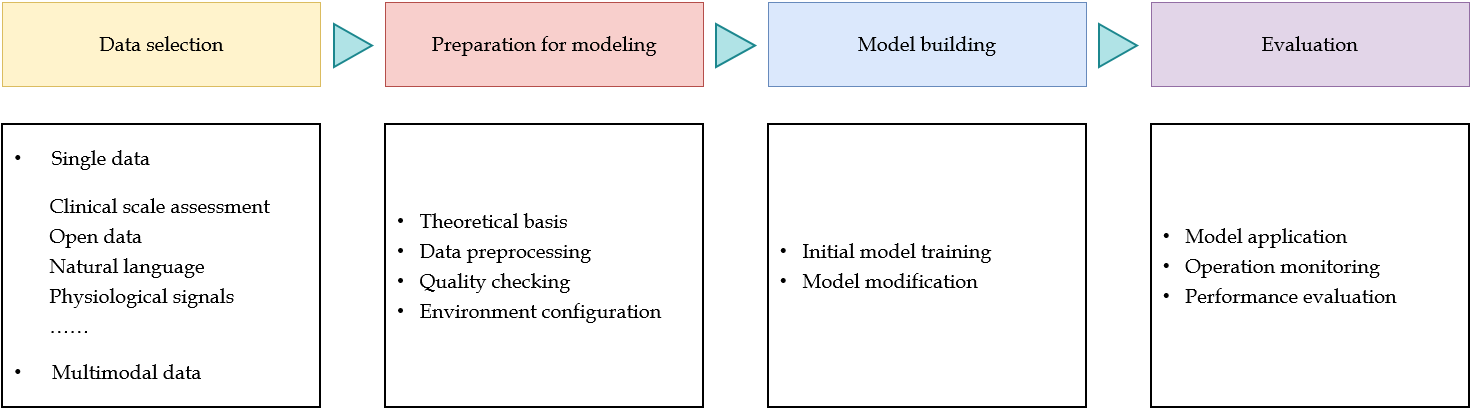 Data selection
Preparation for modeling
Model building
Evaluation
• Single data
Clinical scale assessment
Open data
Natural language
Physiological signals
……
• Multimodal data
• Theoretical basis
• Data preprocessing
• Quality checking
• Environment configuration
• Initial model training
• Model modification
• Model application
• Operation monitoring
• Performance evaluation